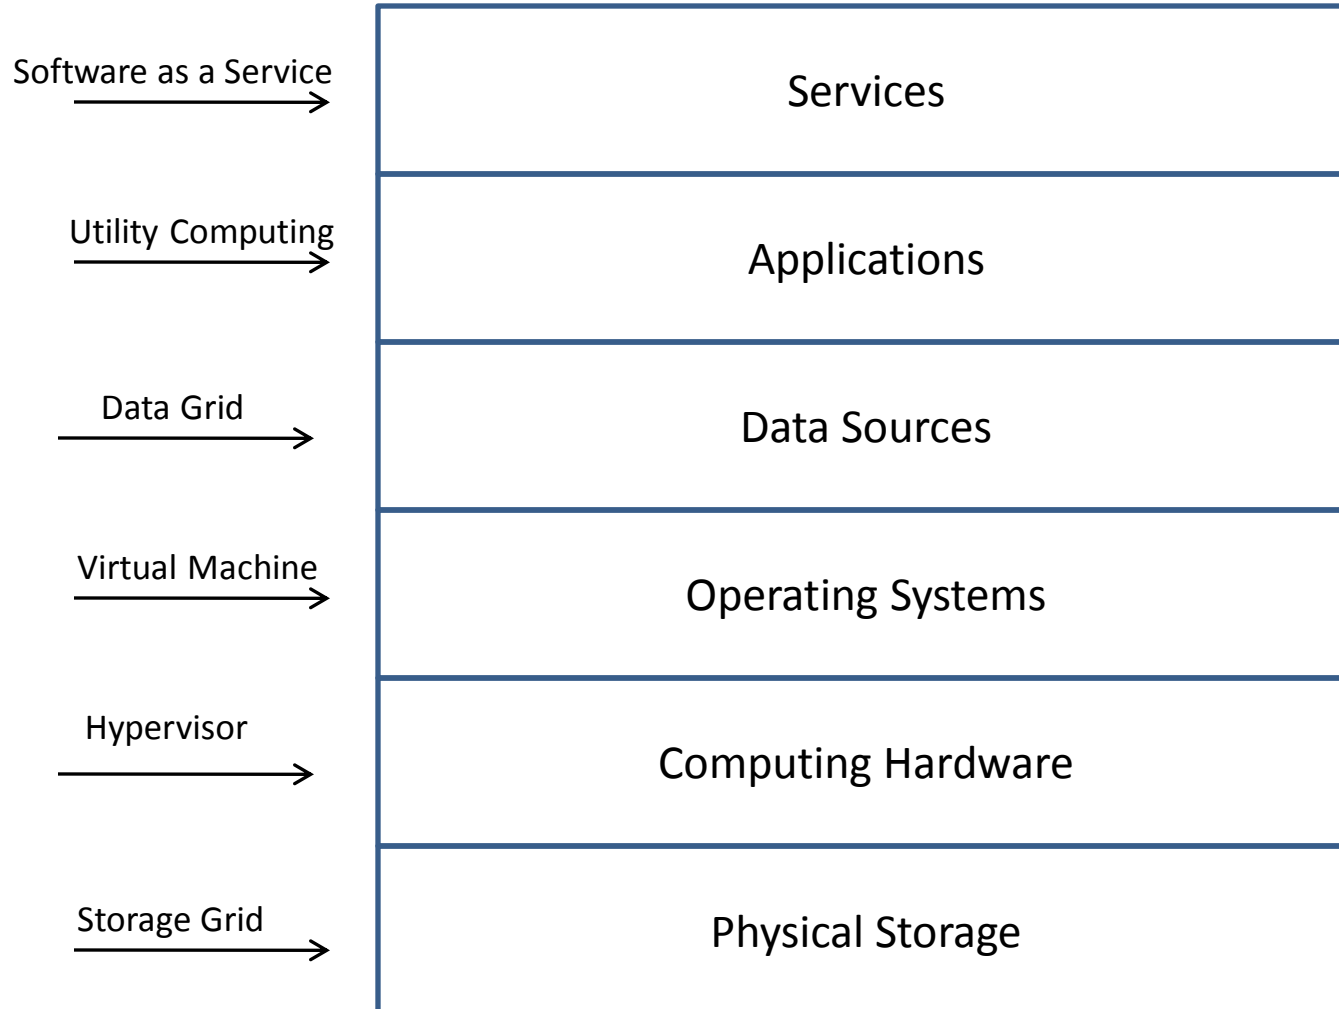 Software as a Service
Services
Utility Computing
Applications
Data Grid
Data Sources
Virtual Machine
Operating Systems
Hypervisor
Computing Hardware
Storage Grid
Physical Storage